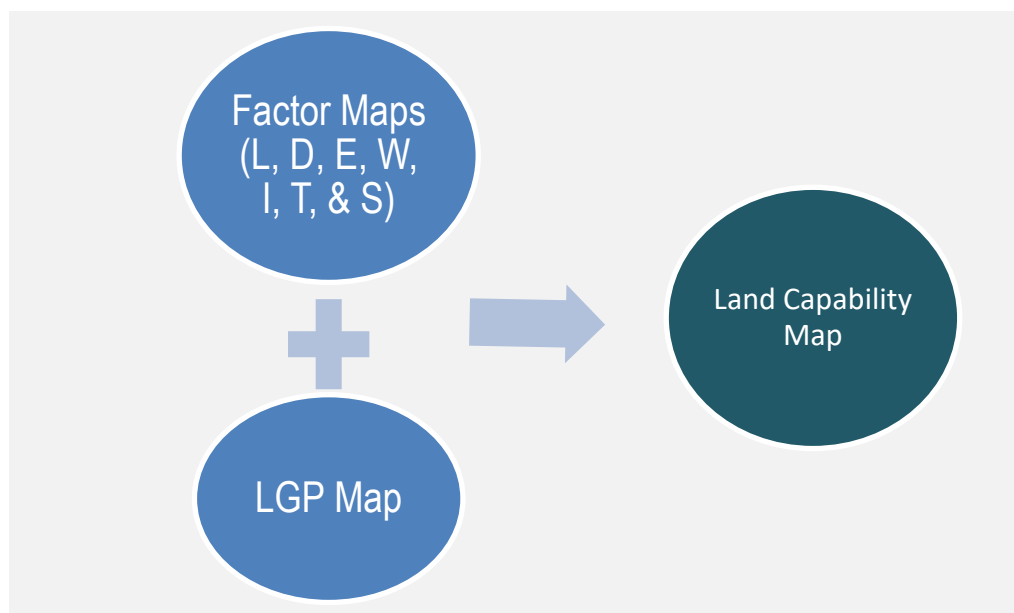 Factor Maps
(L, D, E, W,
I, T, & S)
LGP Map
Land Capability
Map